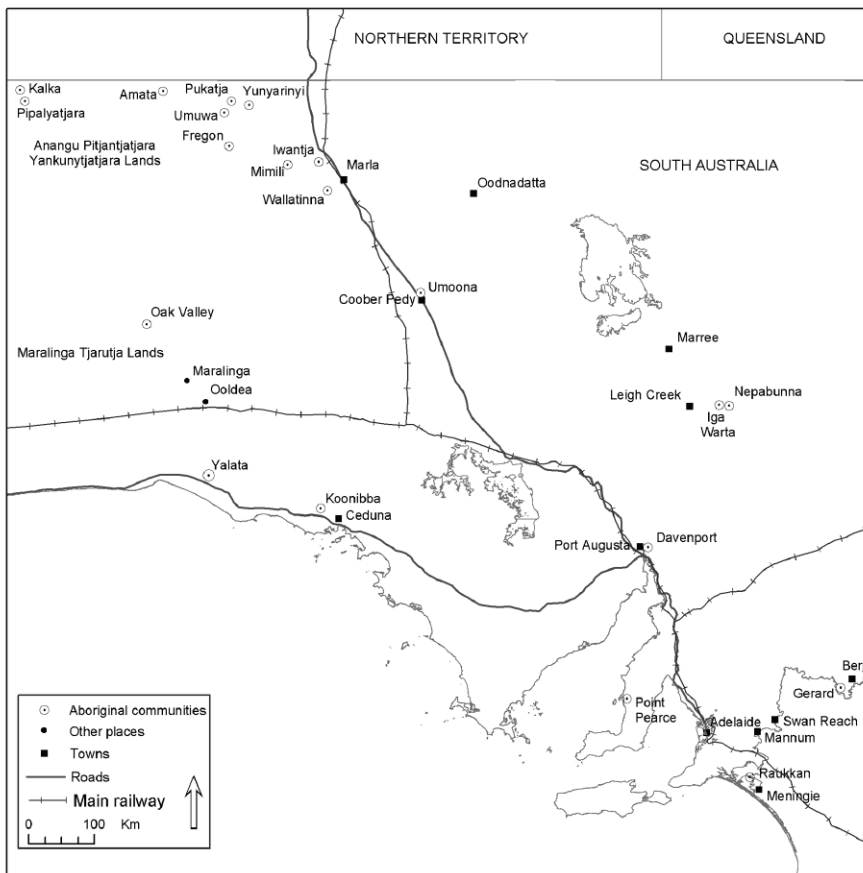 NORTHERN TERRITORY
QUEENSLAND
Kalka
Pipalyatjara
Amata
Pukatja
Yunyarinyi
Umuwa
Fregon
Anangu Pitjantjatjara
Yankunytjatjara Lands
Iwantja
Mimili
Marla
Wallatinna
SOUTH AUSTRALIA
Oodnadatta
Umoona
Coober Pedy
Oak Valley
Maralinga Tjarutja Lands
Maralinga
Ooldea
Marree
Leigh Creek
Nepabunna
Iga
Warta
Yalata
Koonibba
Ceduna
Port Augusta
Davenport
Ber
Gerard
Point
Pearce
Adelaide
Swan Reach
Mannum
Raukkan
Meningie
Aboriginal communities
Other places
Towns
Roads
Main railway
0 100 Km